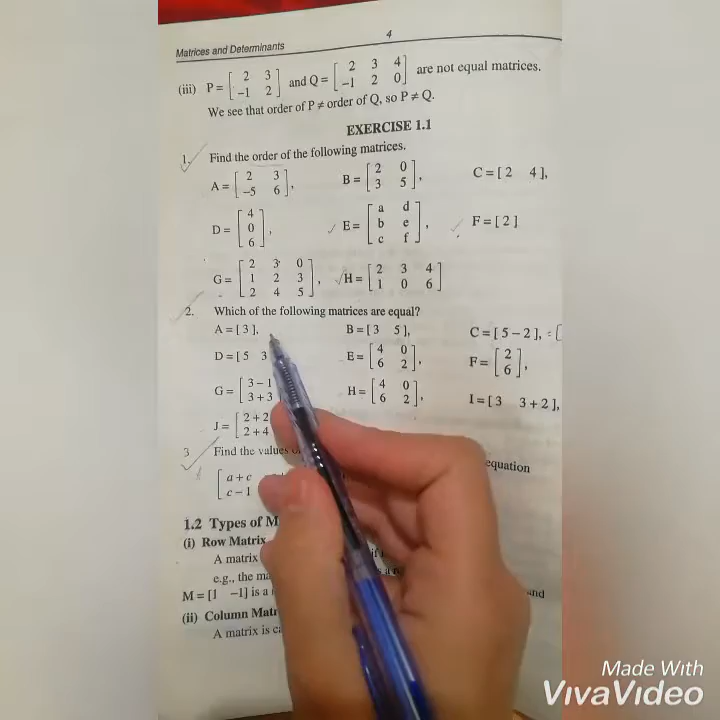 4
Matrices and Determinants
(iii) P = [ 2 3 ; −1 2 ] and Q = [ 2 3 4 ; −1 2 0 ] are not equal matrices.
We see that order of P ≠ order of Q, so P ≠ Q.
EXERCISE 1.1
1. Find the order of the following matrices.
A = [ 2 3 ; −5 6 ], B = [ 2 0 ; 3 5 ], C = [ 2 4 ],
D = [ 4 ; 0 ; 6 ], E = [ a d ; b e ; c f ], F = [ 2 ]
G = [ 2 3 0 ; 1 2 3 ; 2 4 5 ], H = [ 2 3 4 ; 1 0 6 ]
2. Which of the following matrices are equal?
A = [ 3 ], B = [ 3 5 ], C = [ 5 − 2 ], = [
D = [ 5 3 E = [ 4 0 ; 6 2 ], F = [ 2 ; 6 ],
G = [ 3 − 1 ; 3 + 3 H = [ 4 0 ; 6 2 ], I = [ 3 3 + 2 ],
J = [ 2 + 2 ; 2 + 4
3 Find the values equation
[ a + c ; c − 1
1.2 Types of M
(i) Row Matrix
A matrix if
e.g., the ma
M = [1 −1] is a and
(ii) Column Matr
A matrix is ca
Made With
VivaVideo